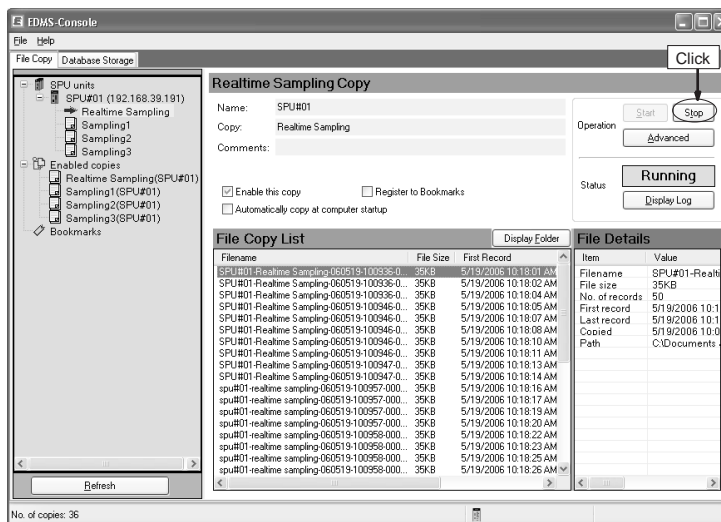 EDMS-Console
File Help
File Copy Database Storage
Click
SPU units
SPU#01 (192.168.39.191)
Realtime Sampling
Sampling1
Sampling2
Sampling3
Enabled copies
Realtime Sampling(SPU#01)
Sampling1(SPU#01)
Sampling2(SPU#01)
Sampling3(SPU#01)
Bookmarks
Refresh
Realtime Sampling Copy
Name: SPU#01
Copy: Realtime Sampling
Comments:
Enable this copy Register to Bookmarks
Automatically copy at computer startup
Operation Start Stop
Advanced
Status Running
Display Log
File Copy List Display Folder
Filename File Size First Record
SPU#01-Realtime Sampling-060519-100936-0... 35KB 5/19/2006 10:18:01 AM
SPU#01-Realtime Sampling-060519-100936-0... 35KB 5/19/2006 10:18:02 AM
SPU#01-Realtime Sampling-060519-100936-0... 35KB 5/19/2006 10:18:04 AM
SPU#01-Realtime Sampling-060519-100946-0... 35KB 5/19/2006 10:18:05 AM
SPU#01-Realtime Sampling-060519-100946-0... 35KB 5/19/2006 10:18:07 AM
SPU#01-Realtime Sampling-060519-100946-0... 35KB 5/19/2006 10:18:08 AM
SPU#01-Realtime Sampling-060519-100946-0... 35KB 5/19/2006 10:18:10 AM
SPU#01-Realtime Sampling-060519-100946-0... 35KB 5/19/2006 10:18:11 AM
SPU#01-Realtime Sampling-060519-100947-0... 35KB 5/19/2006 10:18:13 AM
SPU#01-Realtime Sampling-060519-100947-0... 35KB 5/19/2006 10:18:14 AM
spu#01-realtime sampling-060519-100957-000... 35KB 5/19/2006 10:18:16 AM
spu#01-realtime sampling-060519-100957-000... 35KB 5/19/2006 10:18:17 AM
spu#01-realtime sampling-060519-100957-000... 35KB 5/19/2006 10:18:19 AM
spu#01-realtime sampling-060519-100957-000... 35KB 5/19/2006 10:18:20 AM
spu#01-realtime sampling-060519-100958-000... 35KB 5/19/2006 10:18:22 AM
spu#01-realtime sampling-060519-100958-000... 35KB 5/19/2006 10:18:23 AM
spu#01-realtime sampling-060519-100958-000... 35KB 5/19/2006 10:18:25 AM
spu#01-realtime sampling-060519-100958-000... 35KB 5/19/2006 10:18:26 AM
File Details
Item Value
Filename SPU#01-Realti
File size 35KB
No. of records 50
First record 5/19/2006 10:1
Last record 5/19/2006 10:1
Copied 5/19/2006 10:0
Path C:\Documents
No. of copies: 36